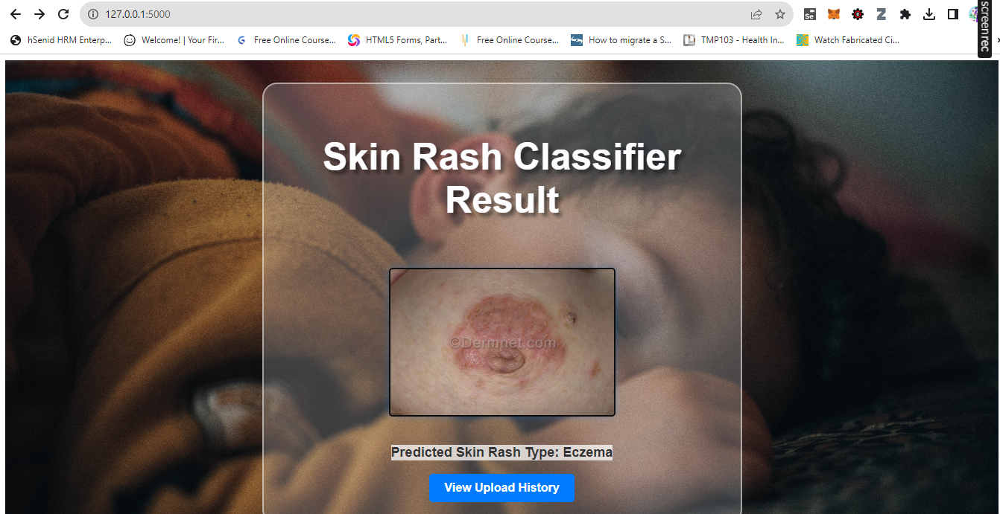 127.0.0.1:5000
hSenid HRM Enterp...
Welcome! | Your Fir...
Free Online Course...
HTML5 Forms, Part...
Free Online Course...
How to migrate a S...
TMP103 - Health In...
Watch Fabricated Ci...
screenrec
Skin Rash Classifier
Result
©Dermnet.com
Predicted Skin Rash Type: Eczema
View Upload History